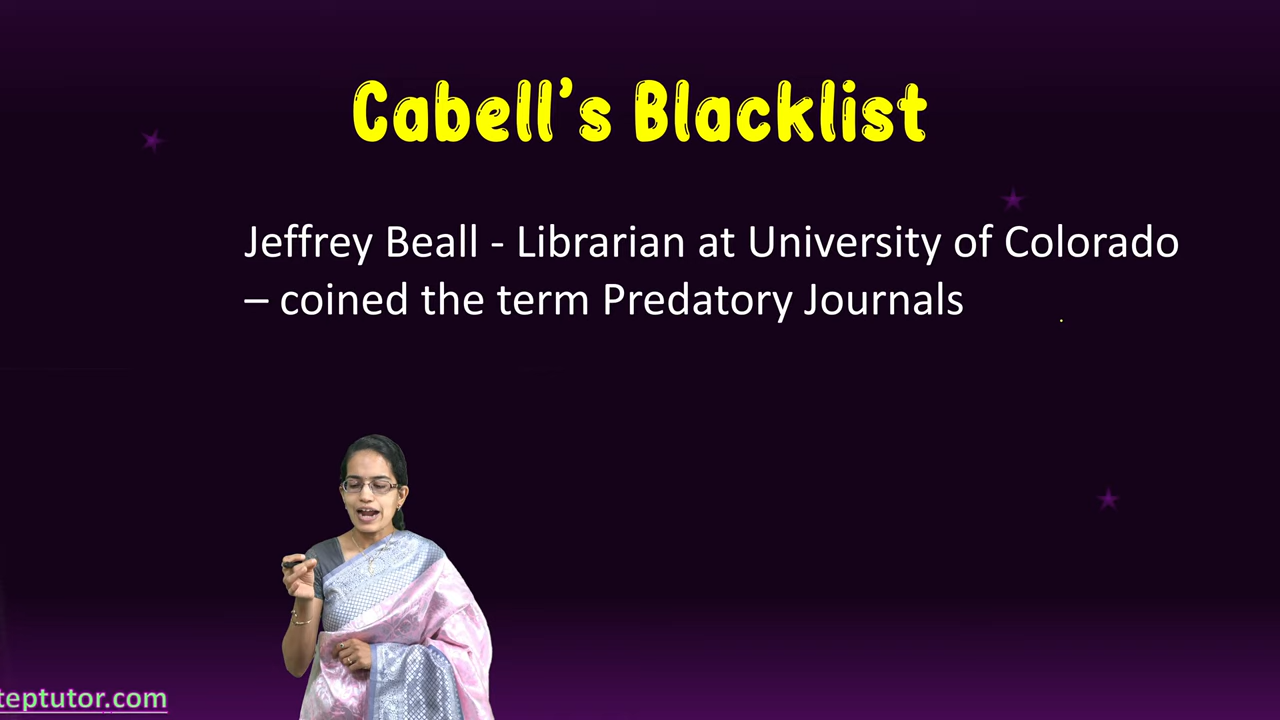 Cabell's Blacklist
Jeffrey Beall - Librarian at University of Colorado
– coined the term Predatory Journals
teptutor.com